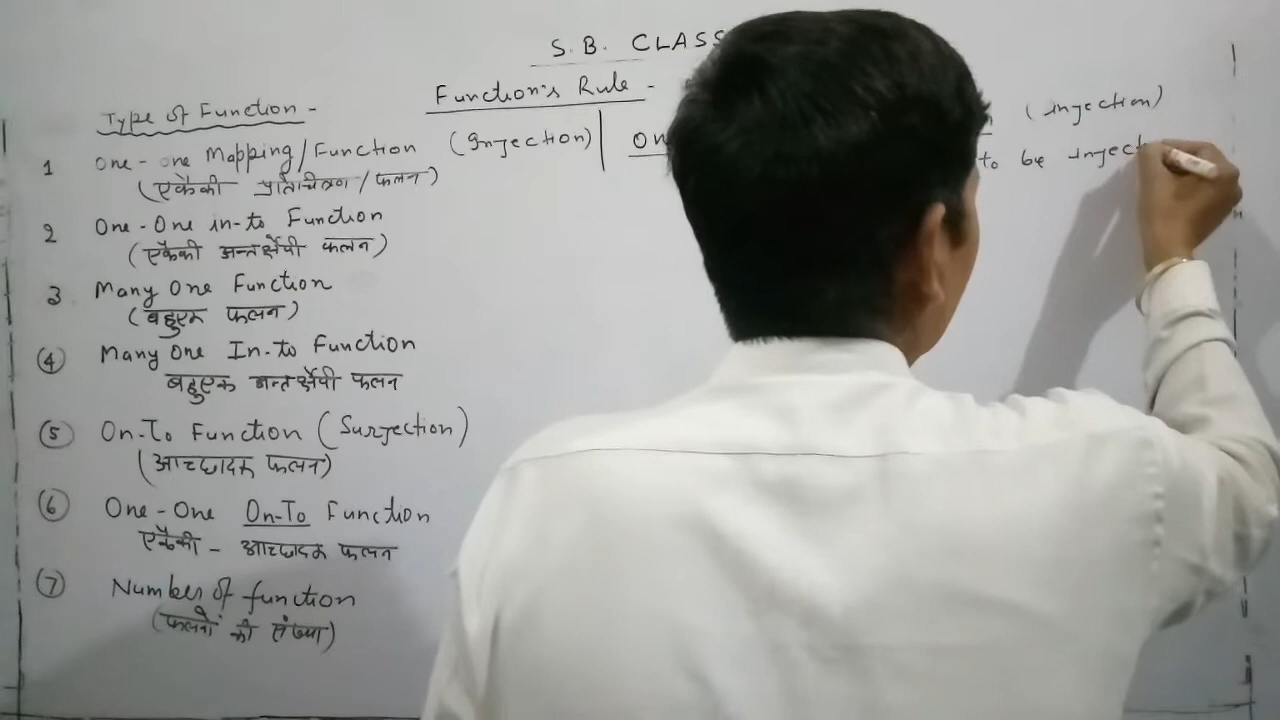 S. B. CLASS
Function's Rule -
Type of Function -
1 One-one Mapping/Function (Injection)
(एकैकी प्रतिचित्रण / फलन)
2 One-One in-to Function
(एकैकी अन्तर्क्षेपी फलन)
3 Many One Function
(बहुएक फलन)
4 Many One In-to Function
बहुएक अन्तर्क्षेपी फलन
5 On-To Function (Surjection)
(आच्छादक फलन)
6 One-One On-To Function
एकैकी - आच्छादक फलन
7 Number of function
(फलनों की संख्या)
On
(injection)
to be inject